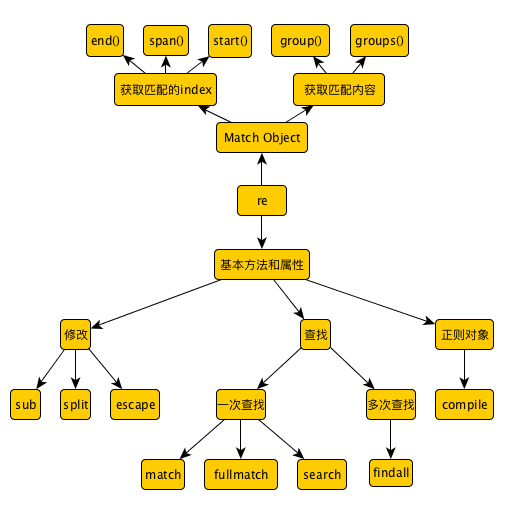 end()
span()
start()
group()
groups()
获取匹配的index
获取匹配内容
Match Object
re
基本方法和属性
修改
查找
正则对象
sub
split
escape
一次查找
多次查找
compile
match
fullmatch
search
findall